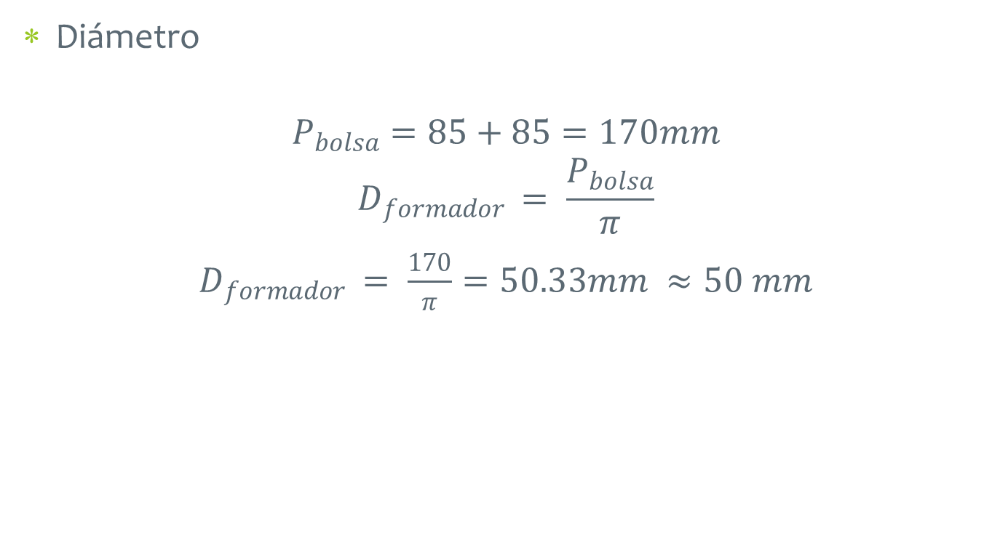 * Diámetro
P_bolsa = 85 + 85 = 170mm
D_formador = P_bolsa / π
D_formador = 170 / π = 50.33mm ≈ 50 mm